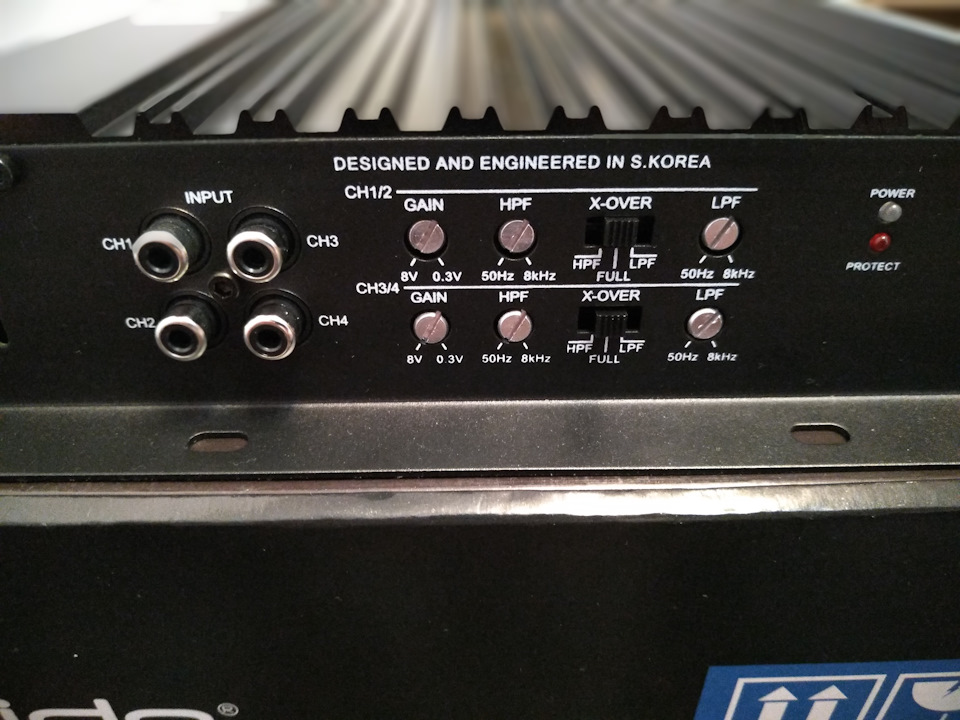 DESIGNED AND ENGINEERED IN S.KOREA
INPUT
CH1
CH3
CH2
CH4
CH1/2
GAIN HPF X-OVER LPF
8V 0.3V 50Hz 8kHz HPF FULL LPF 50Hz 8kHz
CH3/4
GAIN HPF X-OVER LPF
8V 0.3V 50Hz 8kHz HPF FULL LPF 50Hz 8kHz
POWER
PROTECT